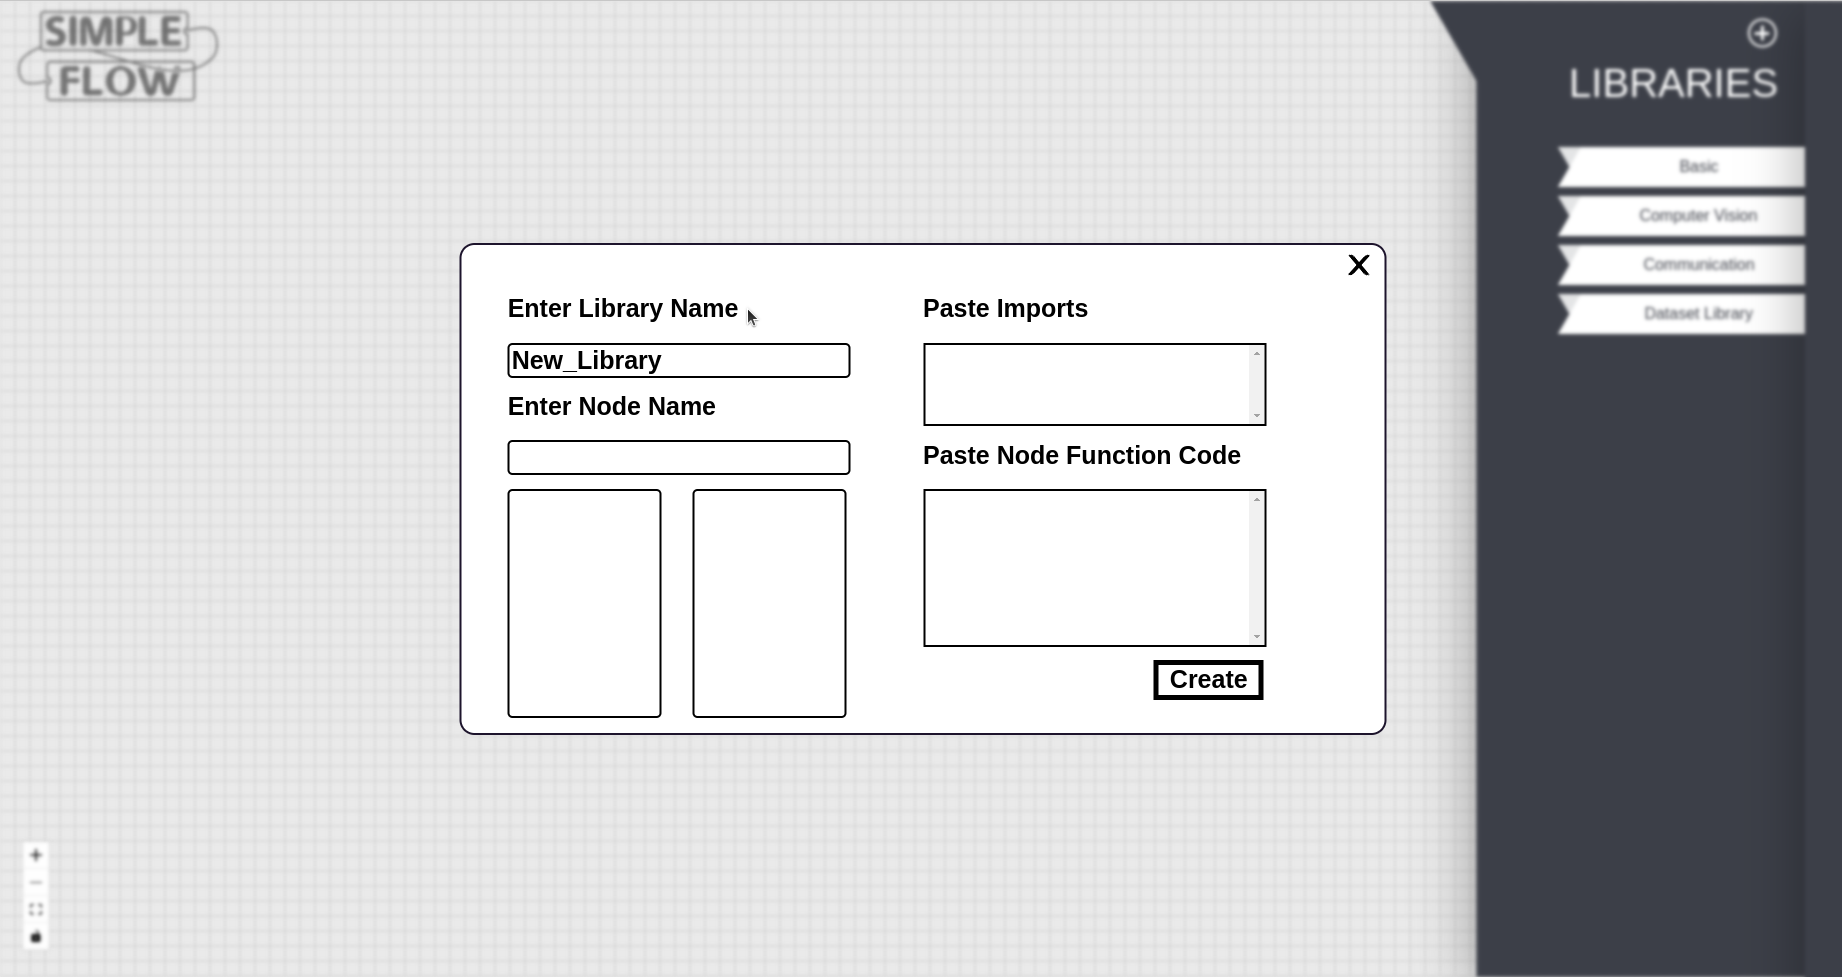 SIMPLE
FLOW
LIBRARIES
Basic
Computer Vision
Communication
Dataset Library
X
Enter Library Name
New_Library
Enter Node Name
Paste Imports
Paste Node Function Code
Create